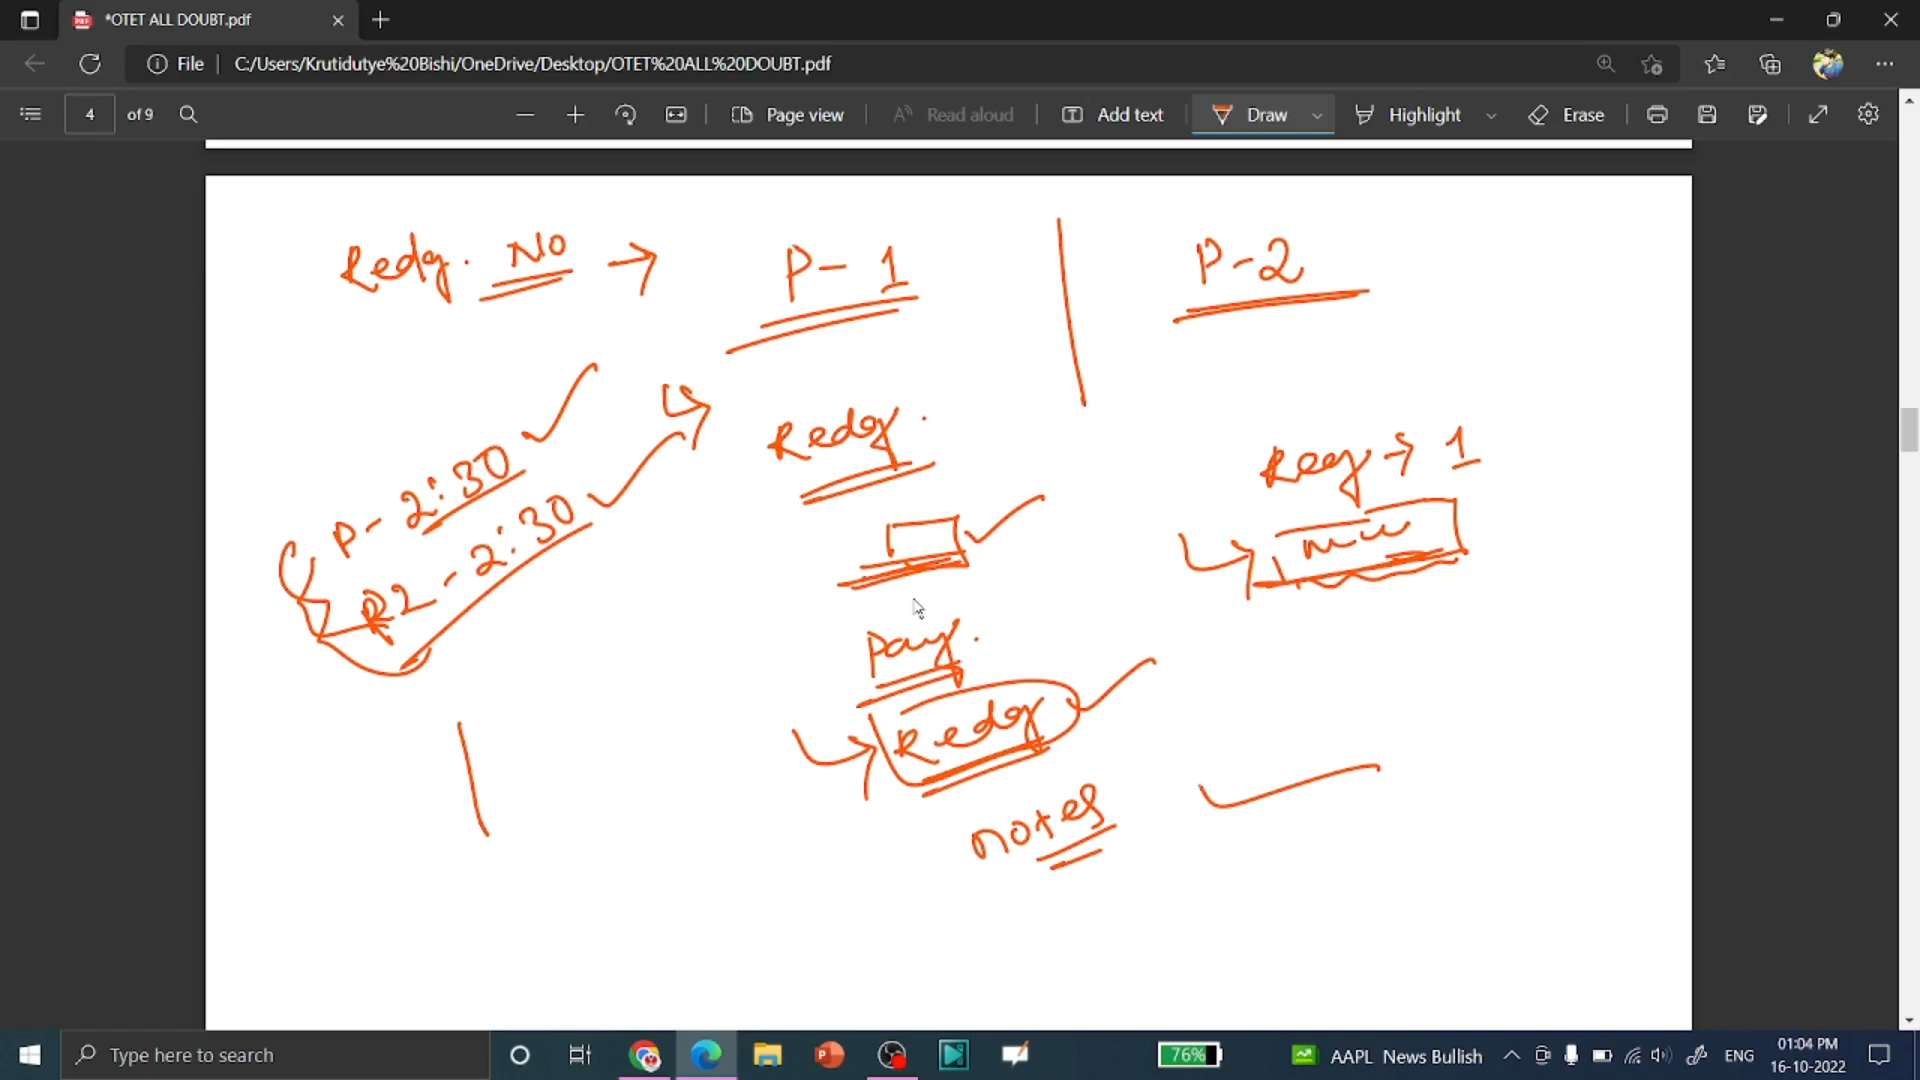 *OTET ALL DOUBT.pdf
File C:/Users/Krutidutye%20Bishi/OneDrive/Desktop/OTET%20ALL%20DOUBT.pdf
4 of 9 Page view Read aloud Add text Draw Highlight Erase
Redg. No → P-1 P-2
Redg.
Reg → 1
P-2:30
P2-2:30
Pay.
Redg
notes
Type here to search 76% AAPL News Bullish ENG 01:04 PM
16-10-2022